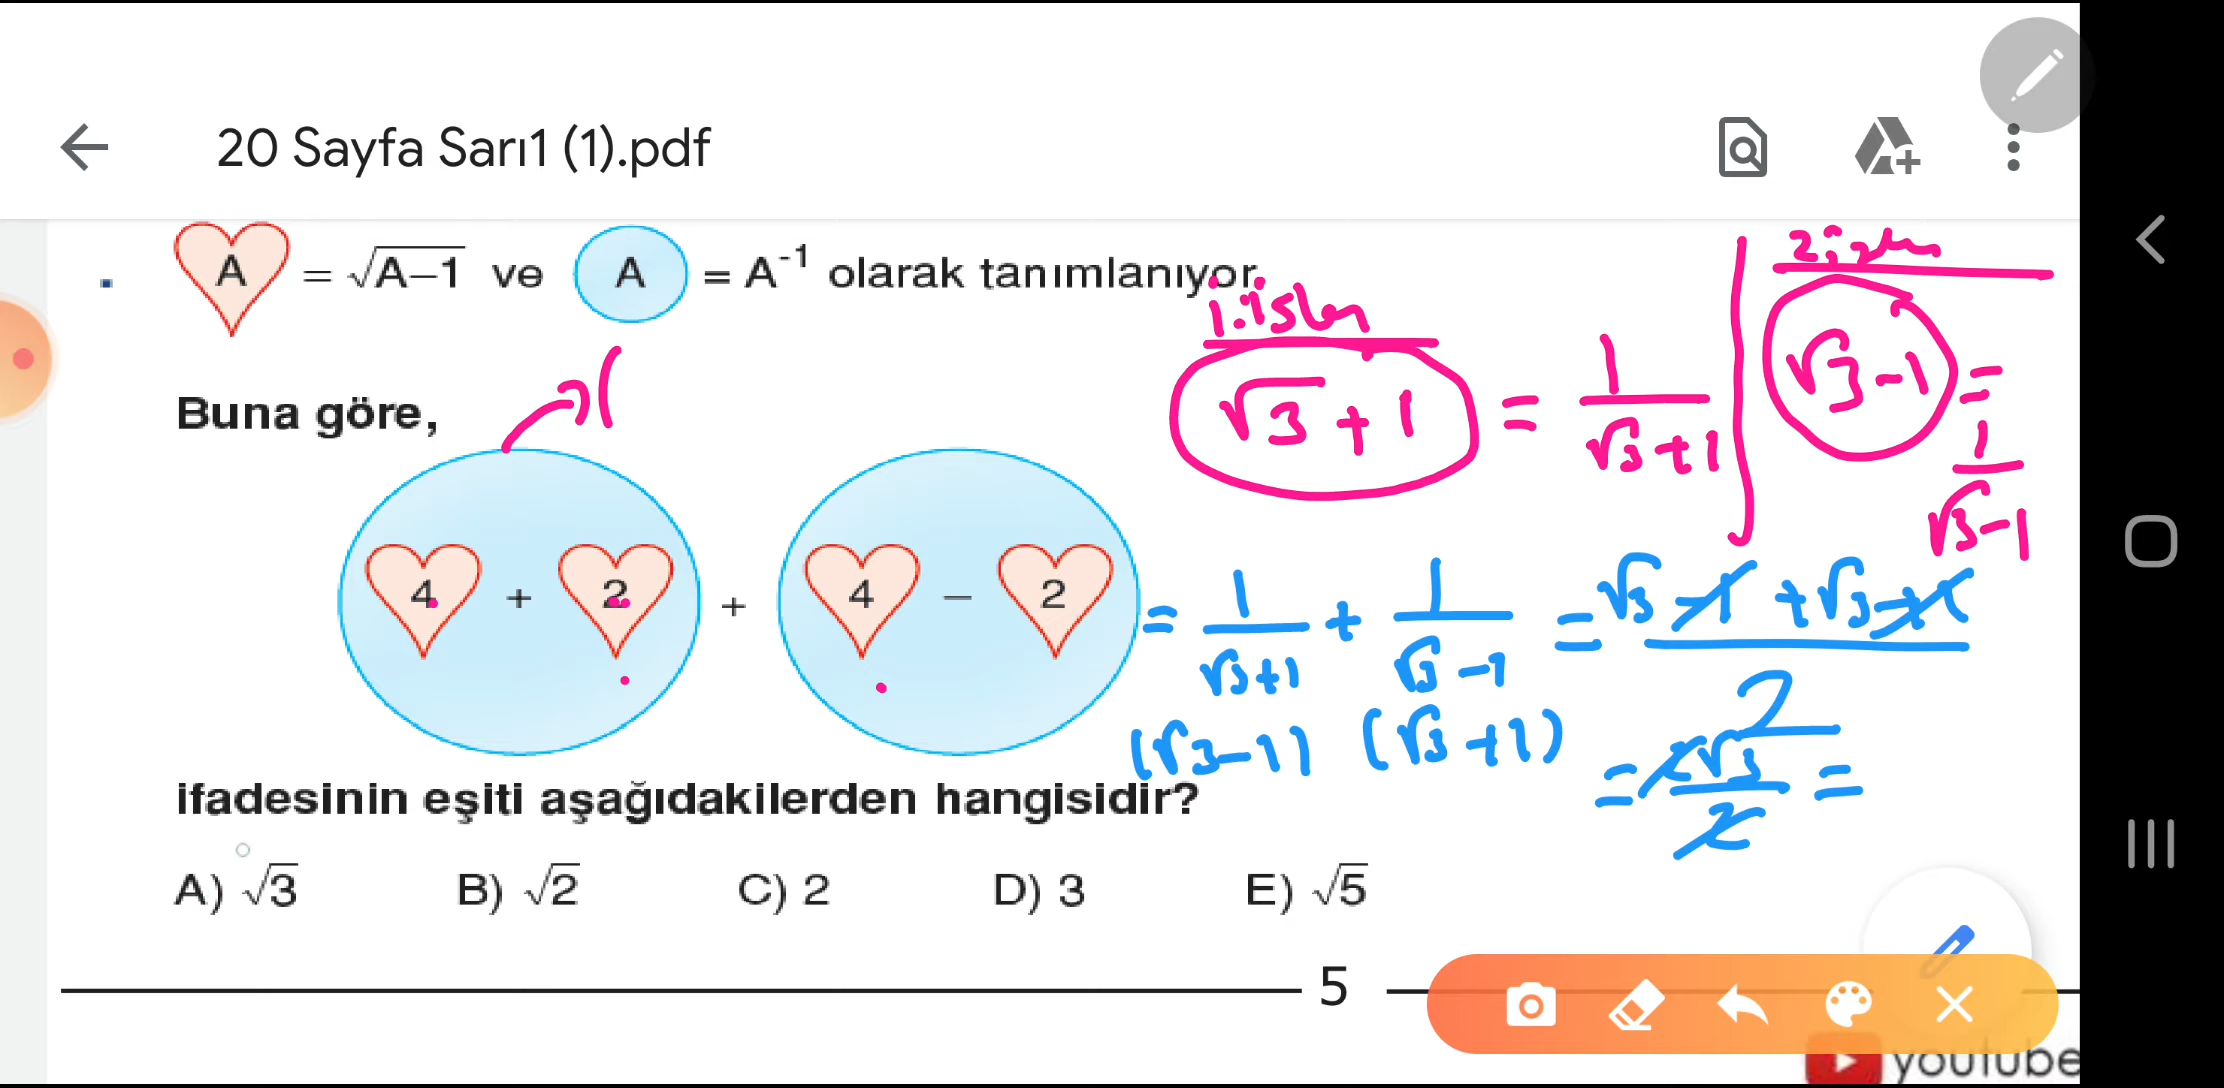 20 Sayfa Sarı1 (1).pdf
A = √A–1 ve A = A⁻¹ olarak tanımlanıyor.
1.işlem
2.işlem
√3 + 1 = 1/(√3+1)
√3-1 = 1/(√3-1)
Buna göre,
4 + 2 + 4 – 2
= 1/(√3+1) + 1/(√3-1) = (√3-1+√3+1)/2
(√3-1) (√3+1)
= 2√3/2 =
ifadesinin eşiti aşağıdakilerden hangisidir?
A) √3 B) √2 C) 2 D) 3 E) √5
5
youtube